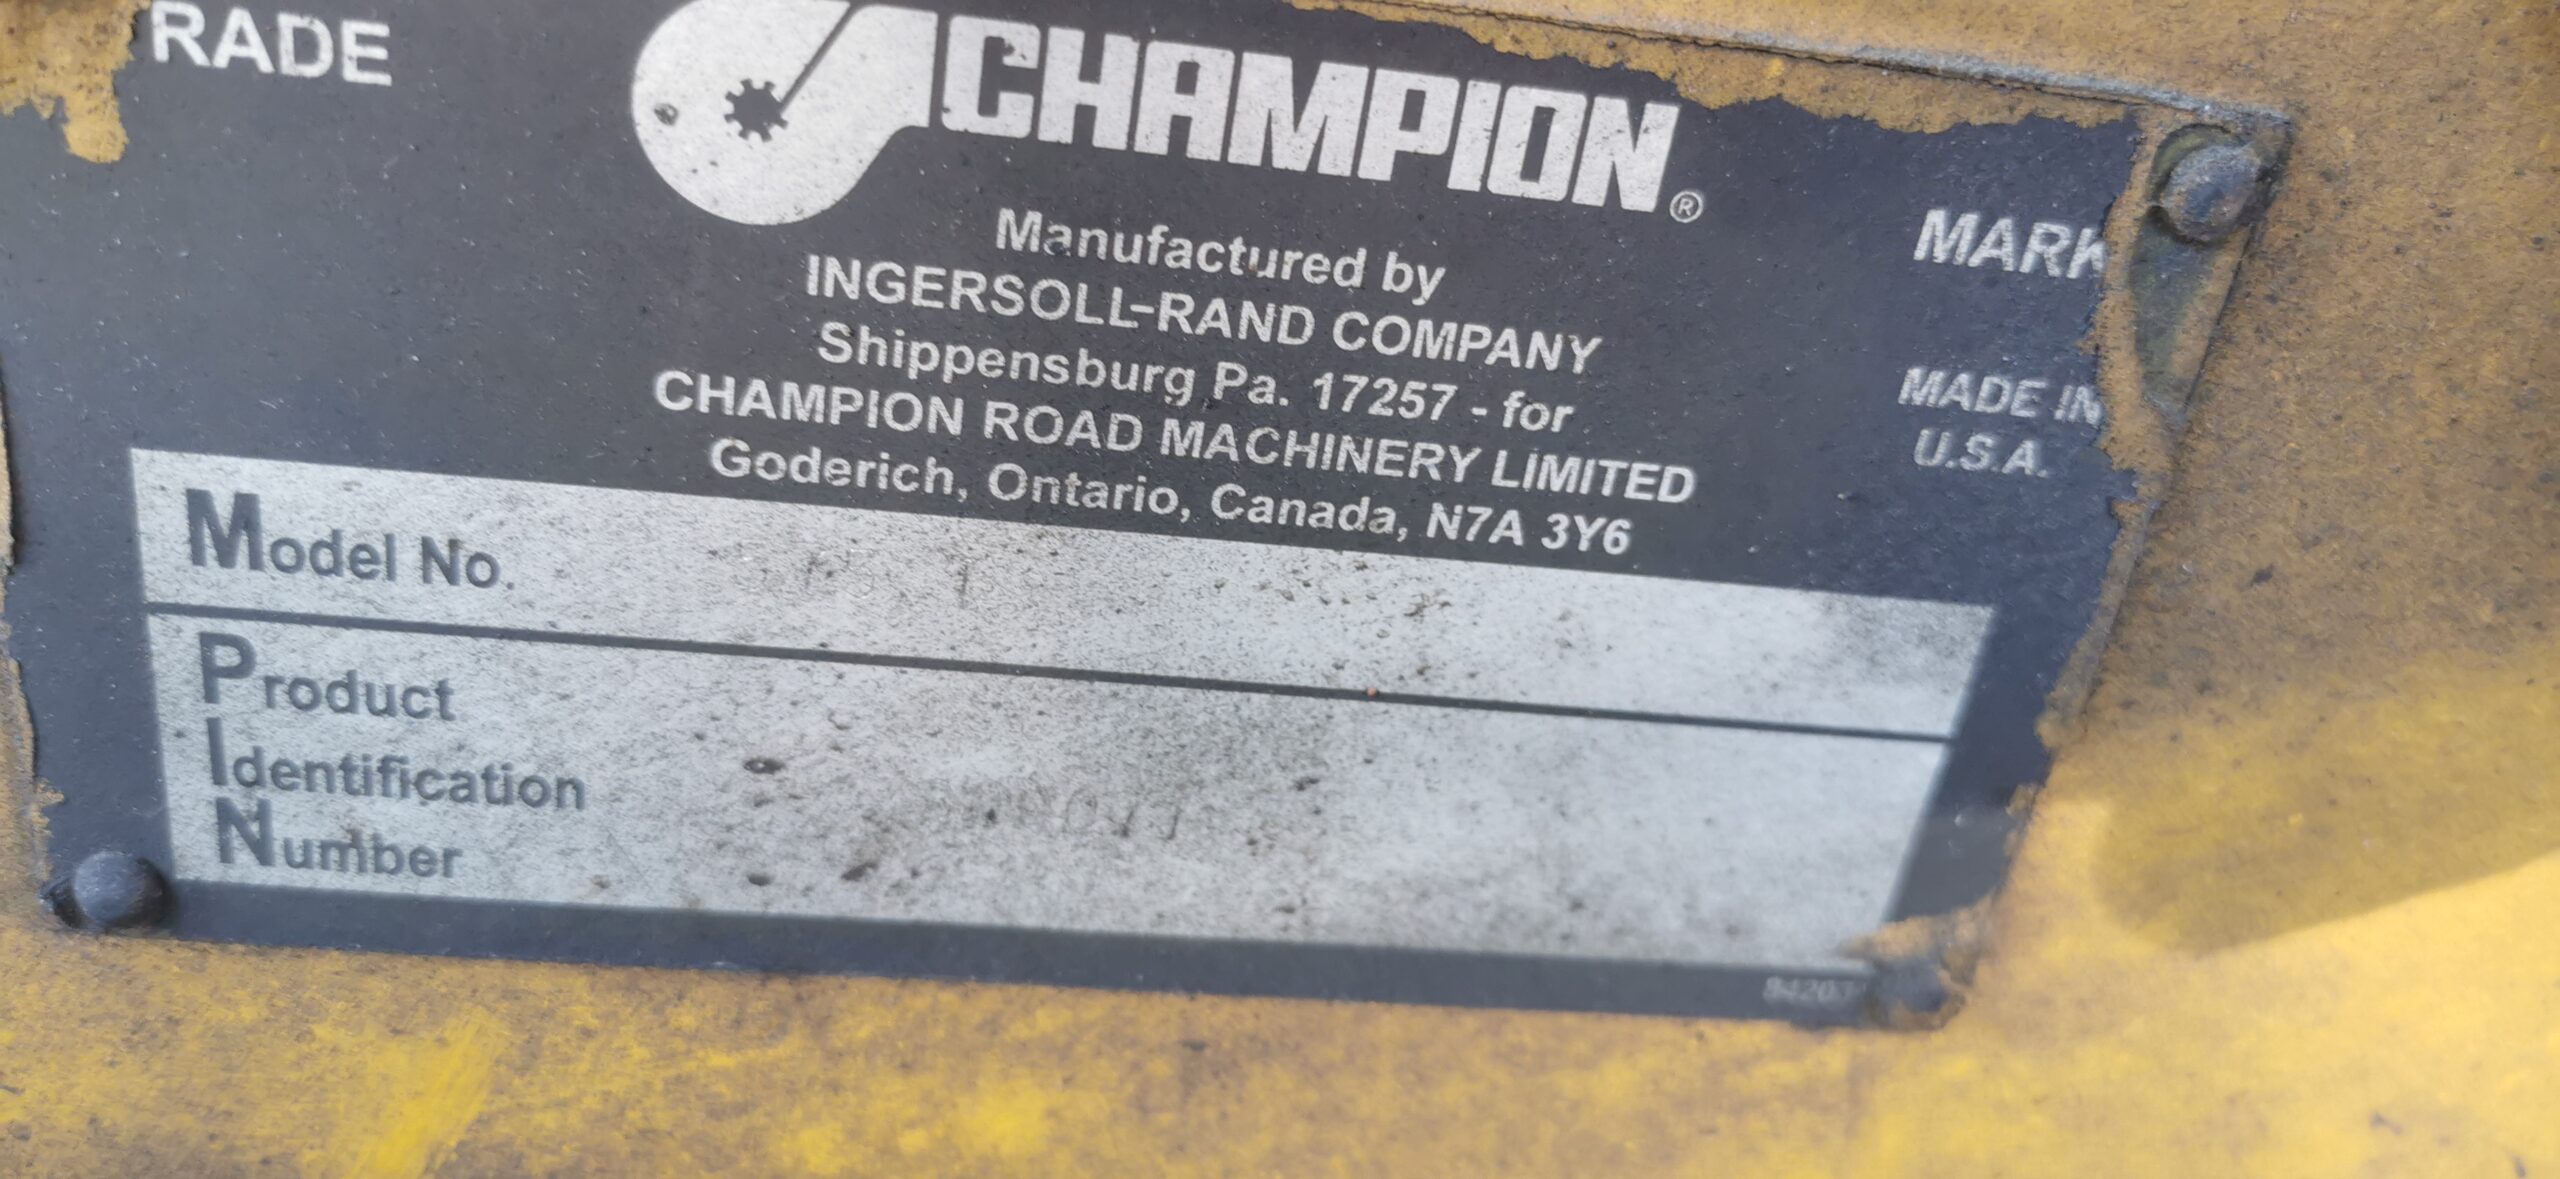 RADE
CHAMPION®
MARK
Manufactured by
INGERSOLL-RAND COMPANY
Shippensburg Pa. 17257 - for
CHAMPION ROAD MACHINERY LIMITED
Goderich, Ontario, Canada, N7A 3Y6
MADE IN
U.S.A.
Model No.
Product
Identification
Number